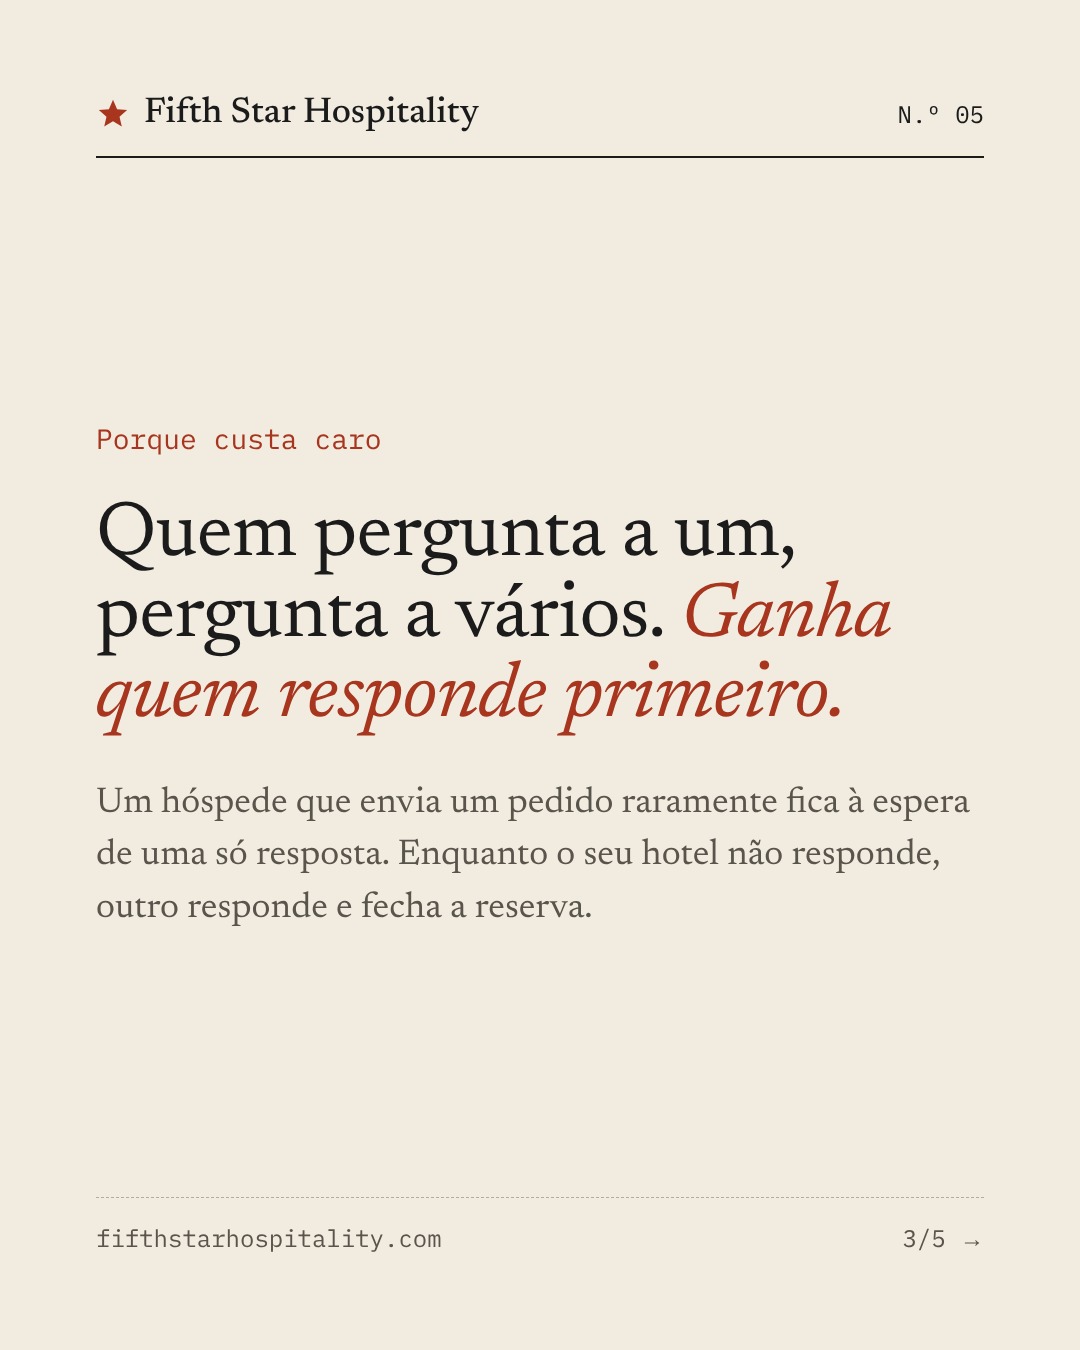 Fifth Star Hospitality
N.º 05
Porque custa caro
Quem pergunta a um,
pergunta a vários. Ganha
quem responde primeiro.
Um hóspede que envia um pedido raramente fica à espera
de uma só resposta. Enquanto o seu hotel não responde,
outro responde e fecha a reserva.
fifthstarhospitality.com
3/5 →